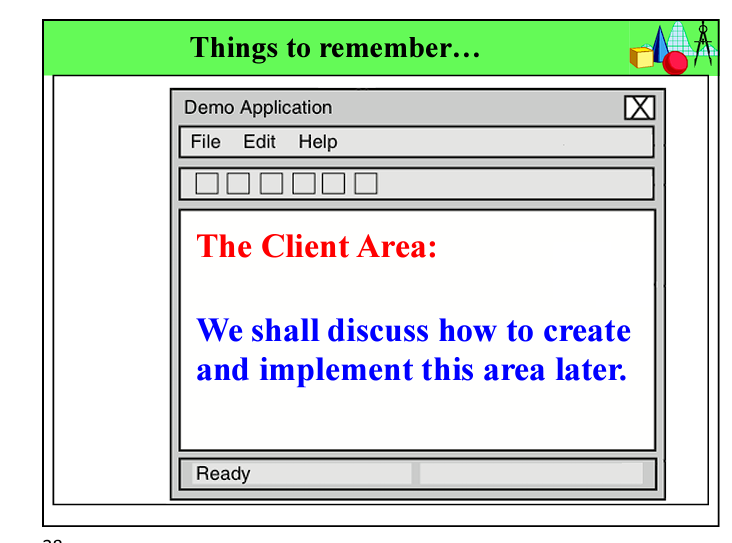 Things to remember…
Demo Application
X
File Edit Help
The Client Area:
We shall discuss how to create
and implement this area later.
Ready